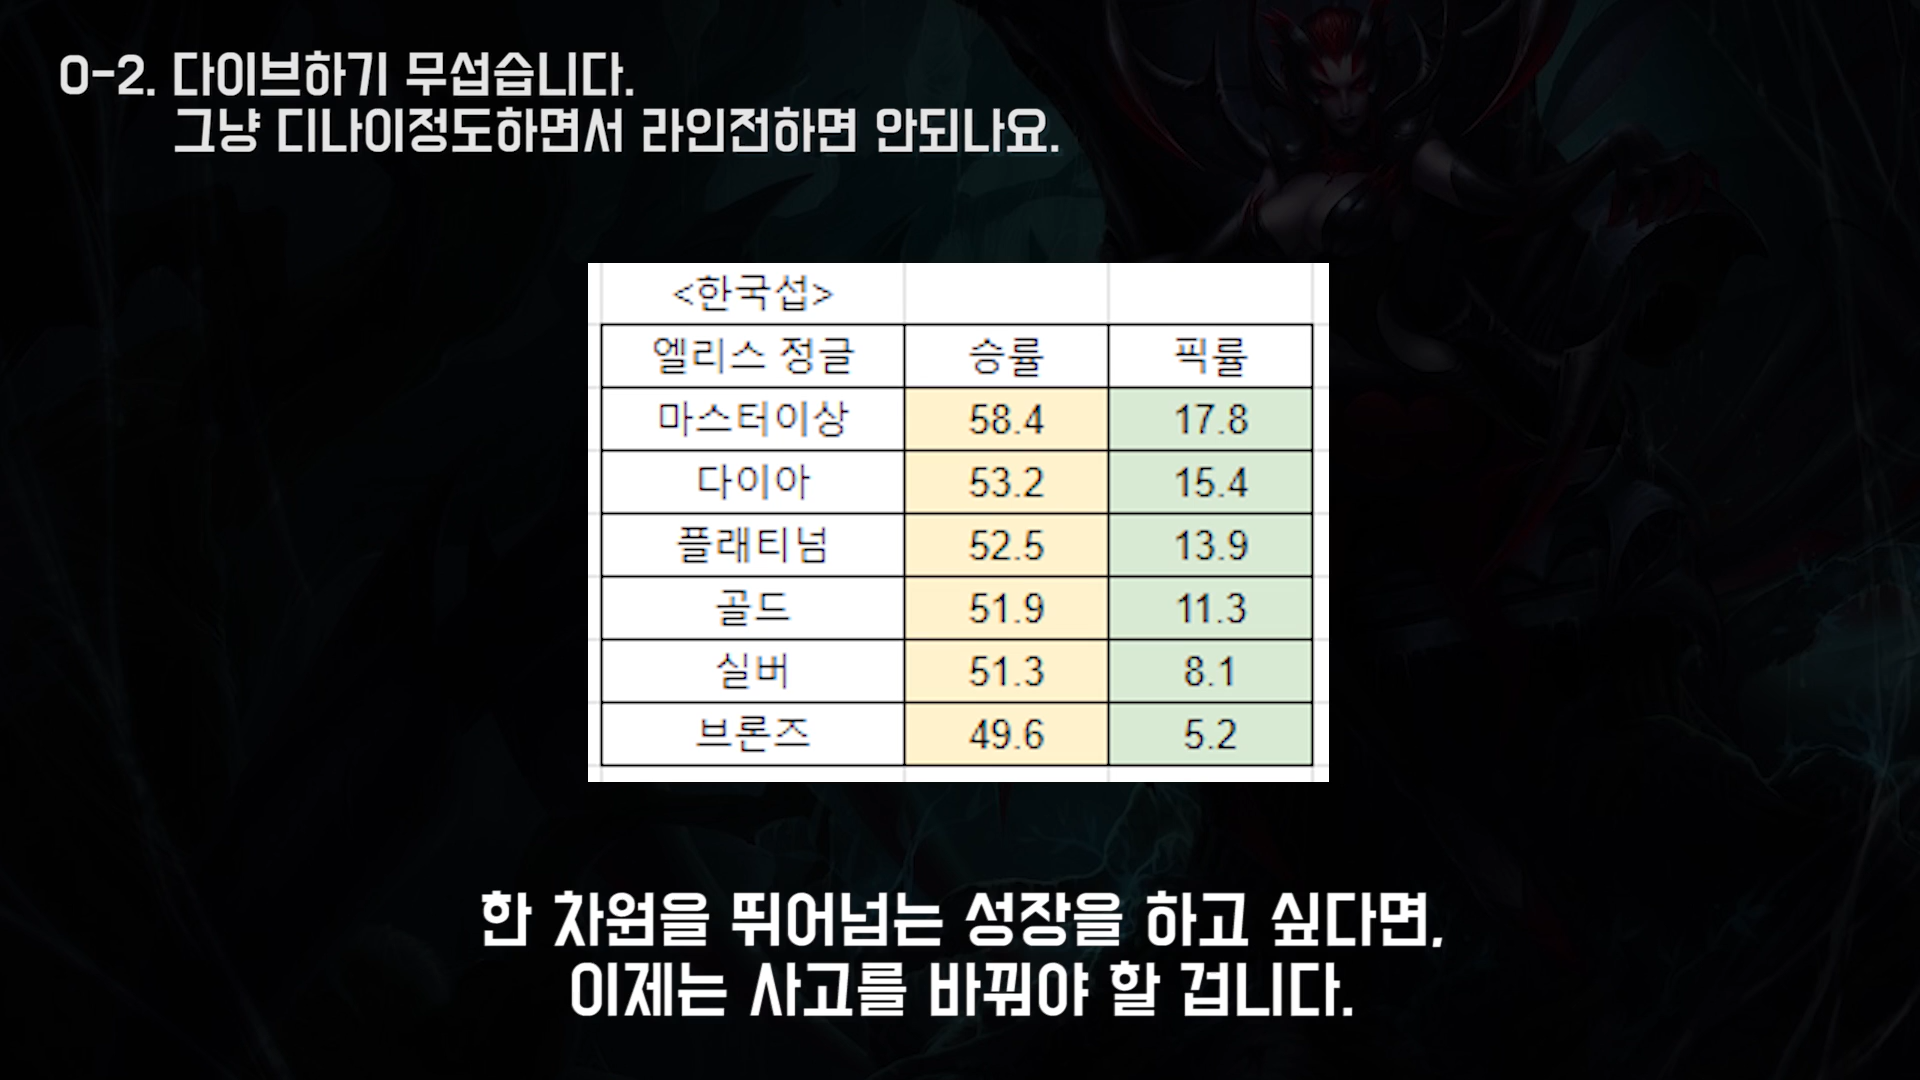 0-2. 다이브하기 무섭습니다.
그냥 디나이정도하면서 라인전하면 안되나요.
<한국섭>
엘리스 정글 승률 픽률
마스터이상 58.4 17.8
다이아 53.2 15.4
플래티넘 52.5 13.9
골드 51.9 11.3
실버 51.3 8.1
브론즈 49.6 5.2
한 차원을 뛰어넘는 성장을 하고 싶다면,
이제는 사고를 바꿔야 할 겁니다.